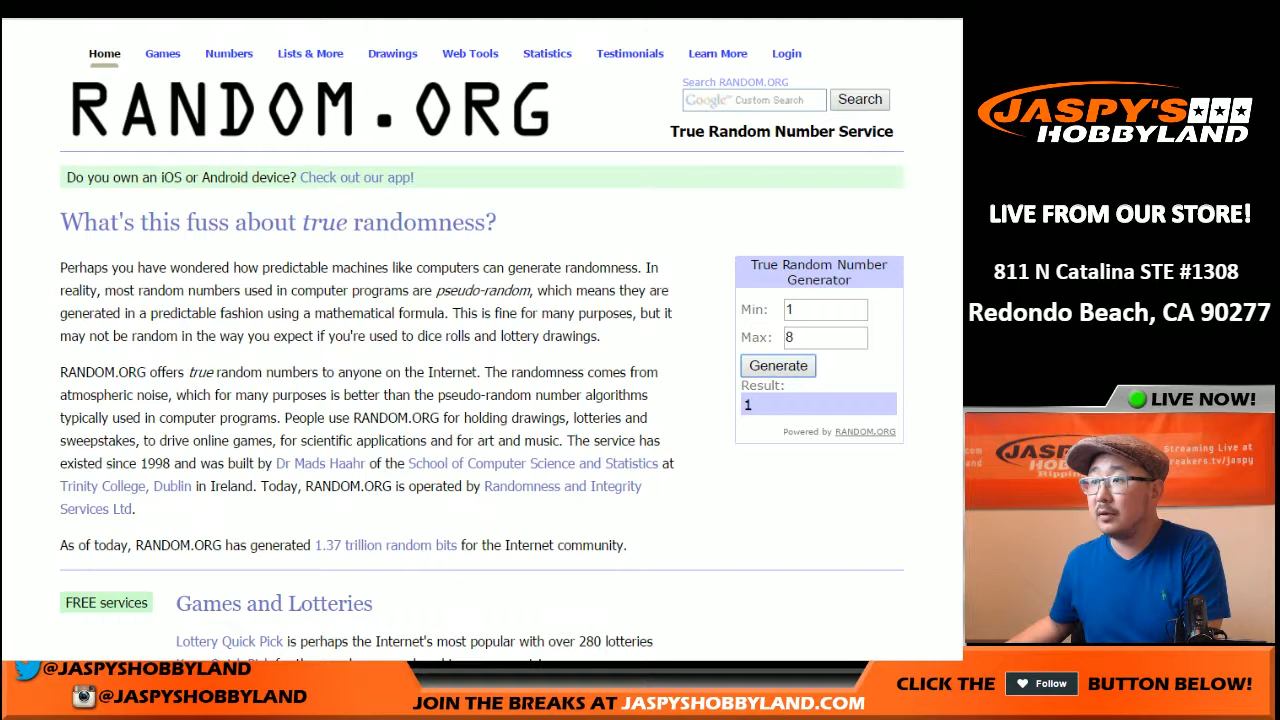 Home Games Numbers Lists & More Drawings Web Tools Statistics Testimonials Learn More Login
RANDOM.ORG
Search RANDOM.ORG
Google™ Custom Search Search
True Random Number Service
Do you own an iOS or Android device? Check out our app!
What's this fuss about true randomness?
Perhaps you have wondered how predictable machines like computers can generate randomness. In
reality, most random numbers used in computer programs are pseudo-random, which means they are
generated in a predictable fashion using a mathematical formula. This is fine for many purposes, but it
may not be random in the way you expect if you're used to dice rolls and lottery drawings.
RANDOM.ORG offers true random numbers to anyone on the Internet. The randomness comes from
atmospheric noise, which for many purposes is better than the pseudo-random number algorithms
typically used in computer programs. People use RANDOM.ORG for holding drawings, lotteries and
sweepstakes, to drive online games, for scientific applications and for art and music. The service has
existed since 1998 and was built by Dr Mads Haahr of the School of Computer Science and Statistics at
Trinity College, Dublin in Ireland. Today, RANDOM.ORG is operated by Randomness and Integrity
Services Ltd.
As of today, RANDOM.ORG has generated 1.37 trillion random bits for the Internet community.
True Random Number
Generator
Min: 1
Max: 8
Generate
Result:
1
Powered by RANDOM.ORG
FREE services
Games and Lotteries
Lottery Quick Pick is perhaps the Internet's most popular with over 280 lotteries
JASPY'S
HOBBYLAND
LIVE FROM OUR STORE!
811 N Catalina STE #1308
Redondo Beach, CA 90277
LIVE NOW!
Streaming Live at
breakers.tv/jaspy
@JASPYSHOBBYLAND
@JASPYSHOBBYLAND
JOIN THE BREAKS AT JASPYSHOBBYLAND.COM
CLICK THE Follow BUTTON BELOW!